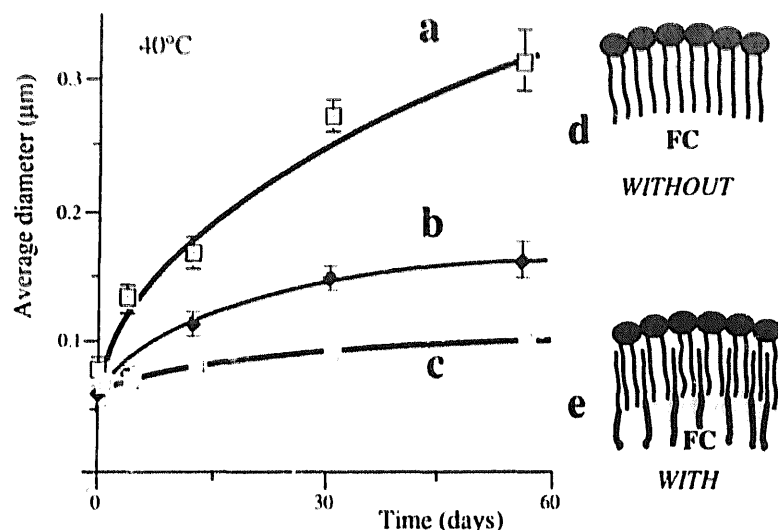 40°C
a
b
c
0.3
0.2
0.1
Average diameter (μm)
0
30
60
Time (days)
d
FC
WITHOUT
e
FC
WITH